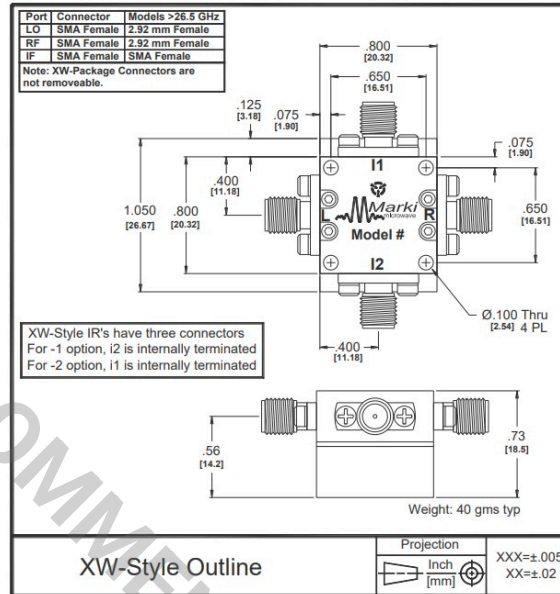 Port Connector Models >26.5 GHz
LO SMA Female 2.92 mm Female
RF SMA Female 2.92 mm Female
IF SMA Female SMA Female
Note: XW-Package Connectors are
not removeable.
.800
[20.32]
.650
[16.51]
.125
[3.18]
.075
[1.90]
.075
[1.90]
I1
.400
[11.18]
1.050
[26.67]
.800
[20.32]
L
Marki
microwave
R
.650
[16.51]
Model #
I2
Ø.100 Thru
[2.54] 4 PL
.400
[11.18]
XW-Style IR's have three connectors
For -1 option, i2 is internally terminated
For -2 option, i1 is internally terminated
.56
[14.2]
.73
[18.5]
Weight: 40 gms typ
XW-Style Outline
Projection
Inch
[mm]
XXX=±.005
XX=±.02